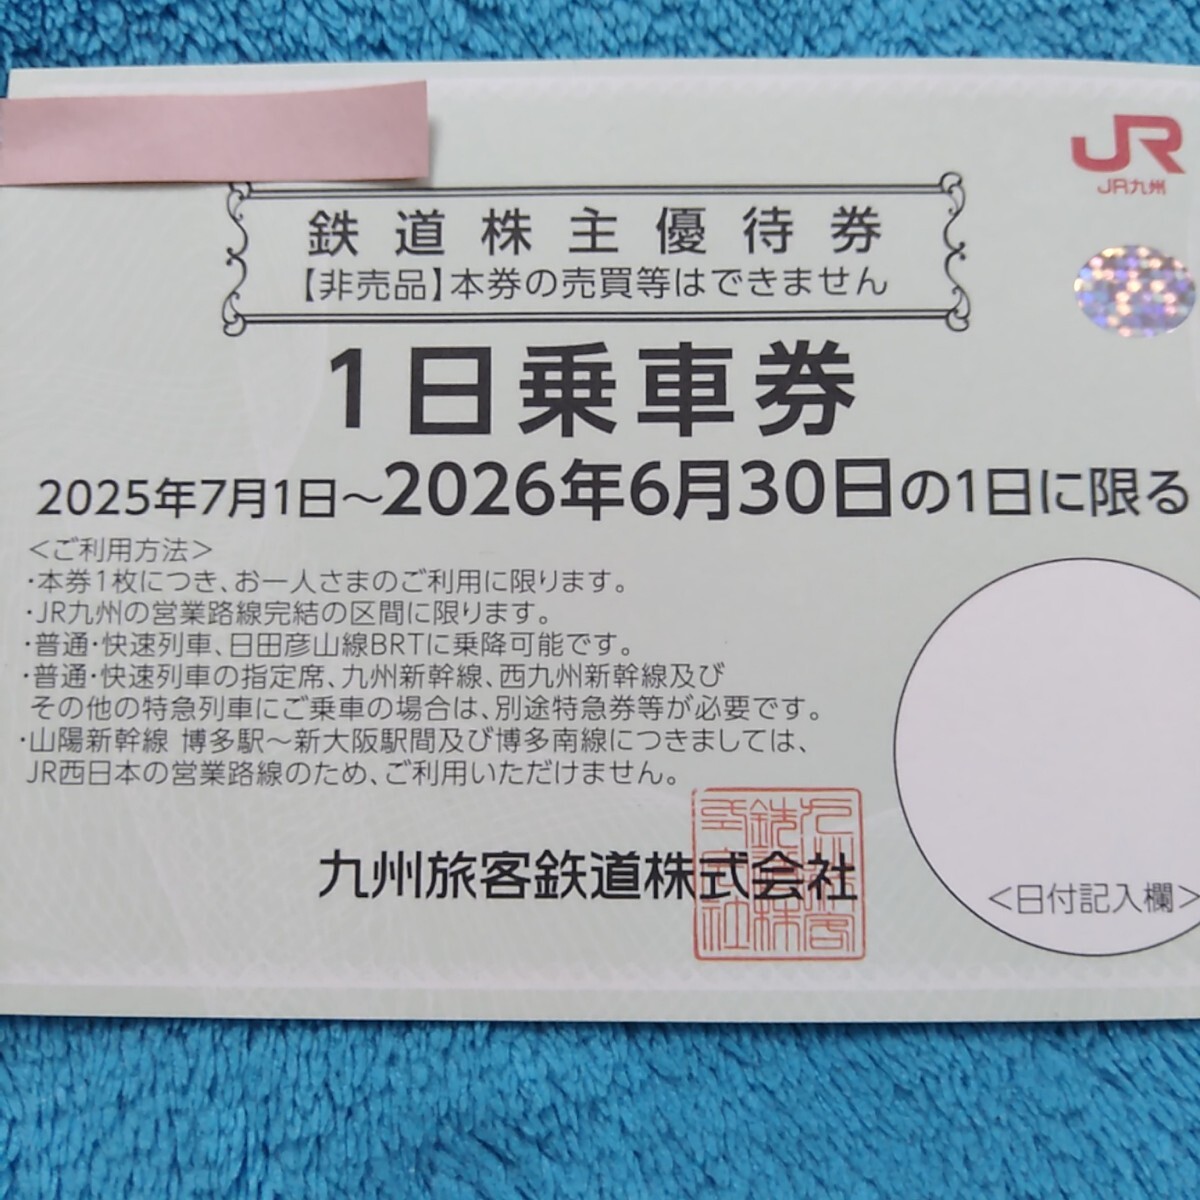 JR
JR九州
鉄道株主優待券
【非売品】本券の売買等はできません
1日乗車券
2025年7月1日～2026年6月30日の1日に限る
＜ご利用方法＞
・本券1枚につき、お一人さまのご利用に限ります。
・JR九州の営業路線完結の区間に限ります。
・普通・快速列車、日田彦山線BRTに乗降可能です。
・普通・快速列車の指定席、九州新幹線、西九州新幹線及び
その他の特急列車にご乗車の場合は、別途特急券等が必要です。
・山陽新幹線 博多駅～新大阪駅間及び博多南線につきましては、
JR西日本の営業路線のため、ご利用いただけません。
九州旅客鉄道株式会社
＜日付記入欄＞